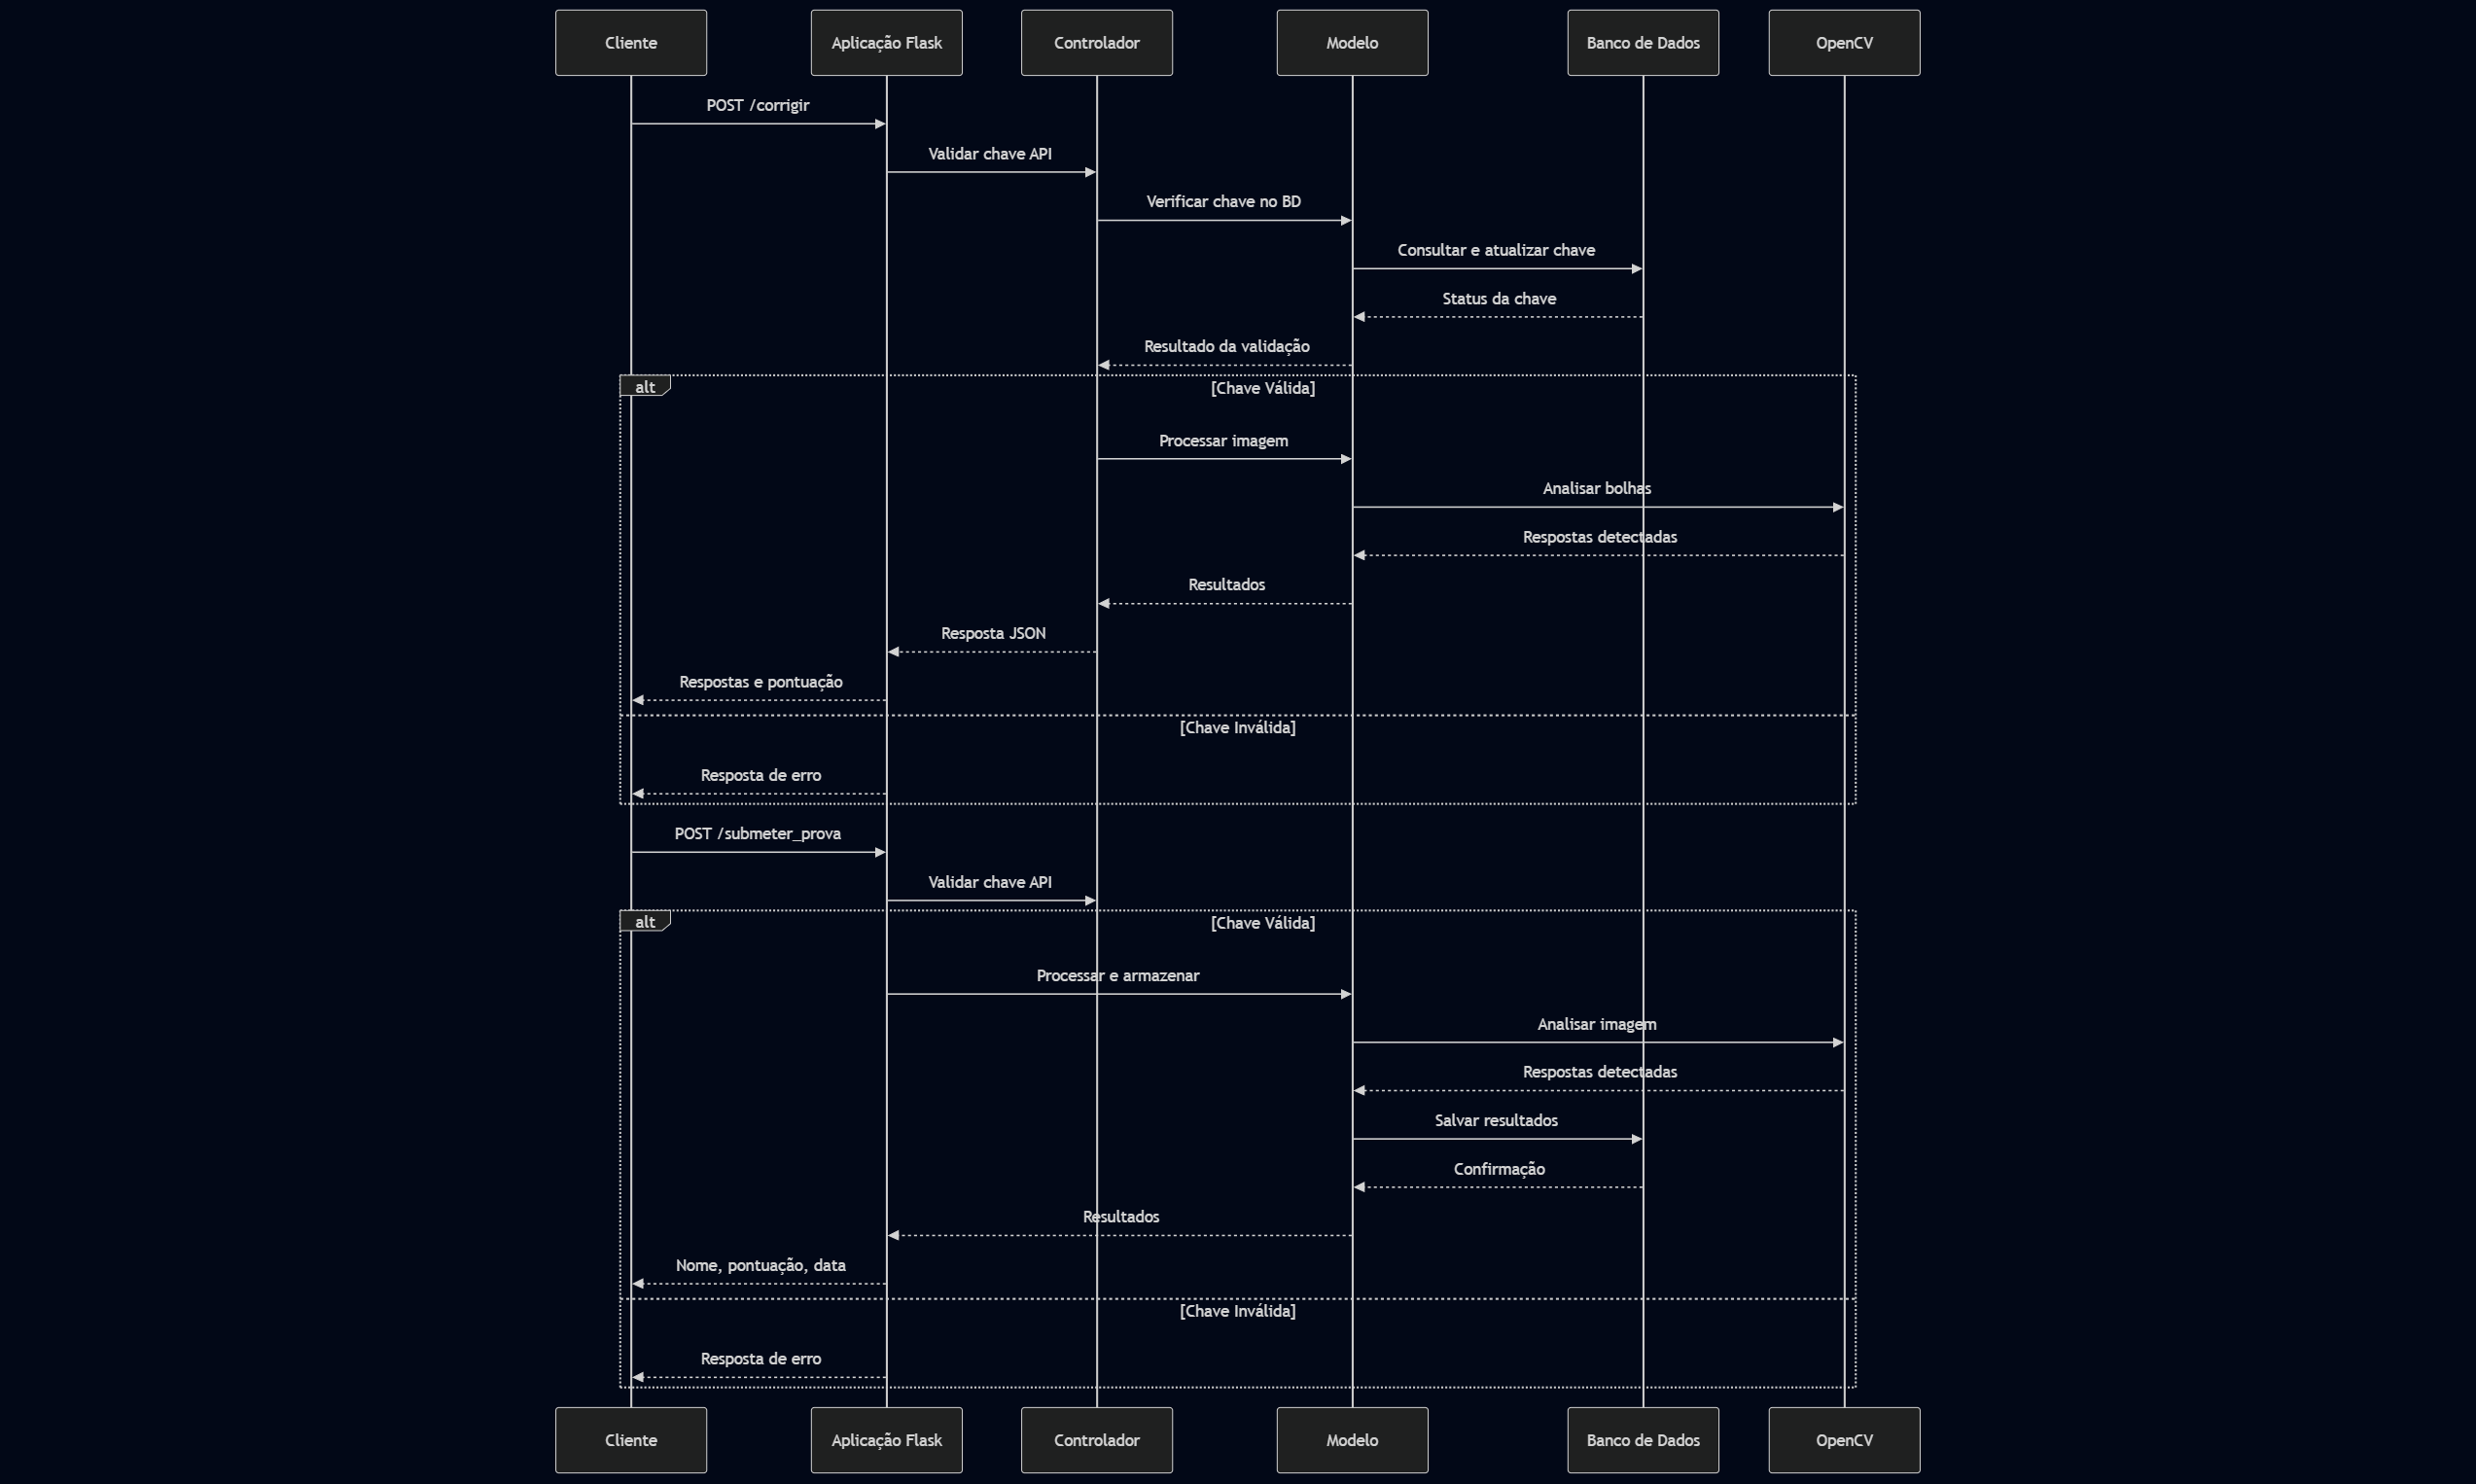 Cliente
Aplicação Flask
Controlador
Modelo
Banco de Dados
OpenCV
POST /corrigir
Validar chave API
Verificar chave no BD
Consultar e atualizar chave
Status da chave
Resultado da validação
alt
[Chave Válida]
Processar imagem
Analisar bolhas
Respostas detectadas
Resultados
Resposta JSON
Respostas e pontuação
[Chave Inválida]
Resposta de erro
POST /submeter_prova
Validar chave API
alt
[Chave Válida]
Processar e armazenar
Analisar imagem
Respostas detectadas
Salvar resultados
Confirmação
Resultados
Nome, pontuação, data
[Chave Inválida]
Resposta de erro
Cliente
Aplicação Flask
Controlador
Modelo
Banco de Dados
OpenCV